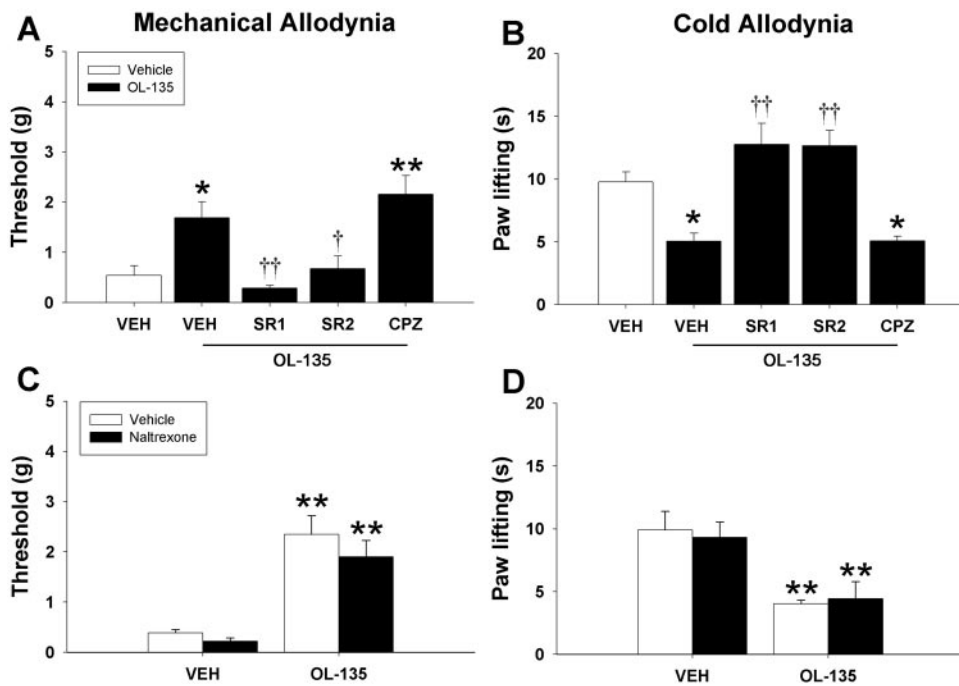 A Mechanical Allodynia
Threshold (g)
5
4
3
2
1
0
Vehicle
OL-135
*
††
†
**
VEH VEH SR1 SR2 CPZ
OL-135
B Cold Allodynia
Paw lifting (s)
20
15
10
5
0
*
††
††
*
VEH VEH SR1 SR2 CPZ
OL-135
C
Threshold (g)
5
4
3
2
1
0
Vehicle
Naltrexone
**
**
VEH OL-135
D
Paw lifting (s)
20
15
10
5
0
**
**
VEH OL-135